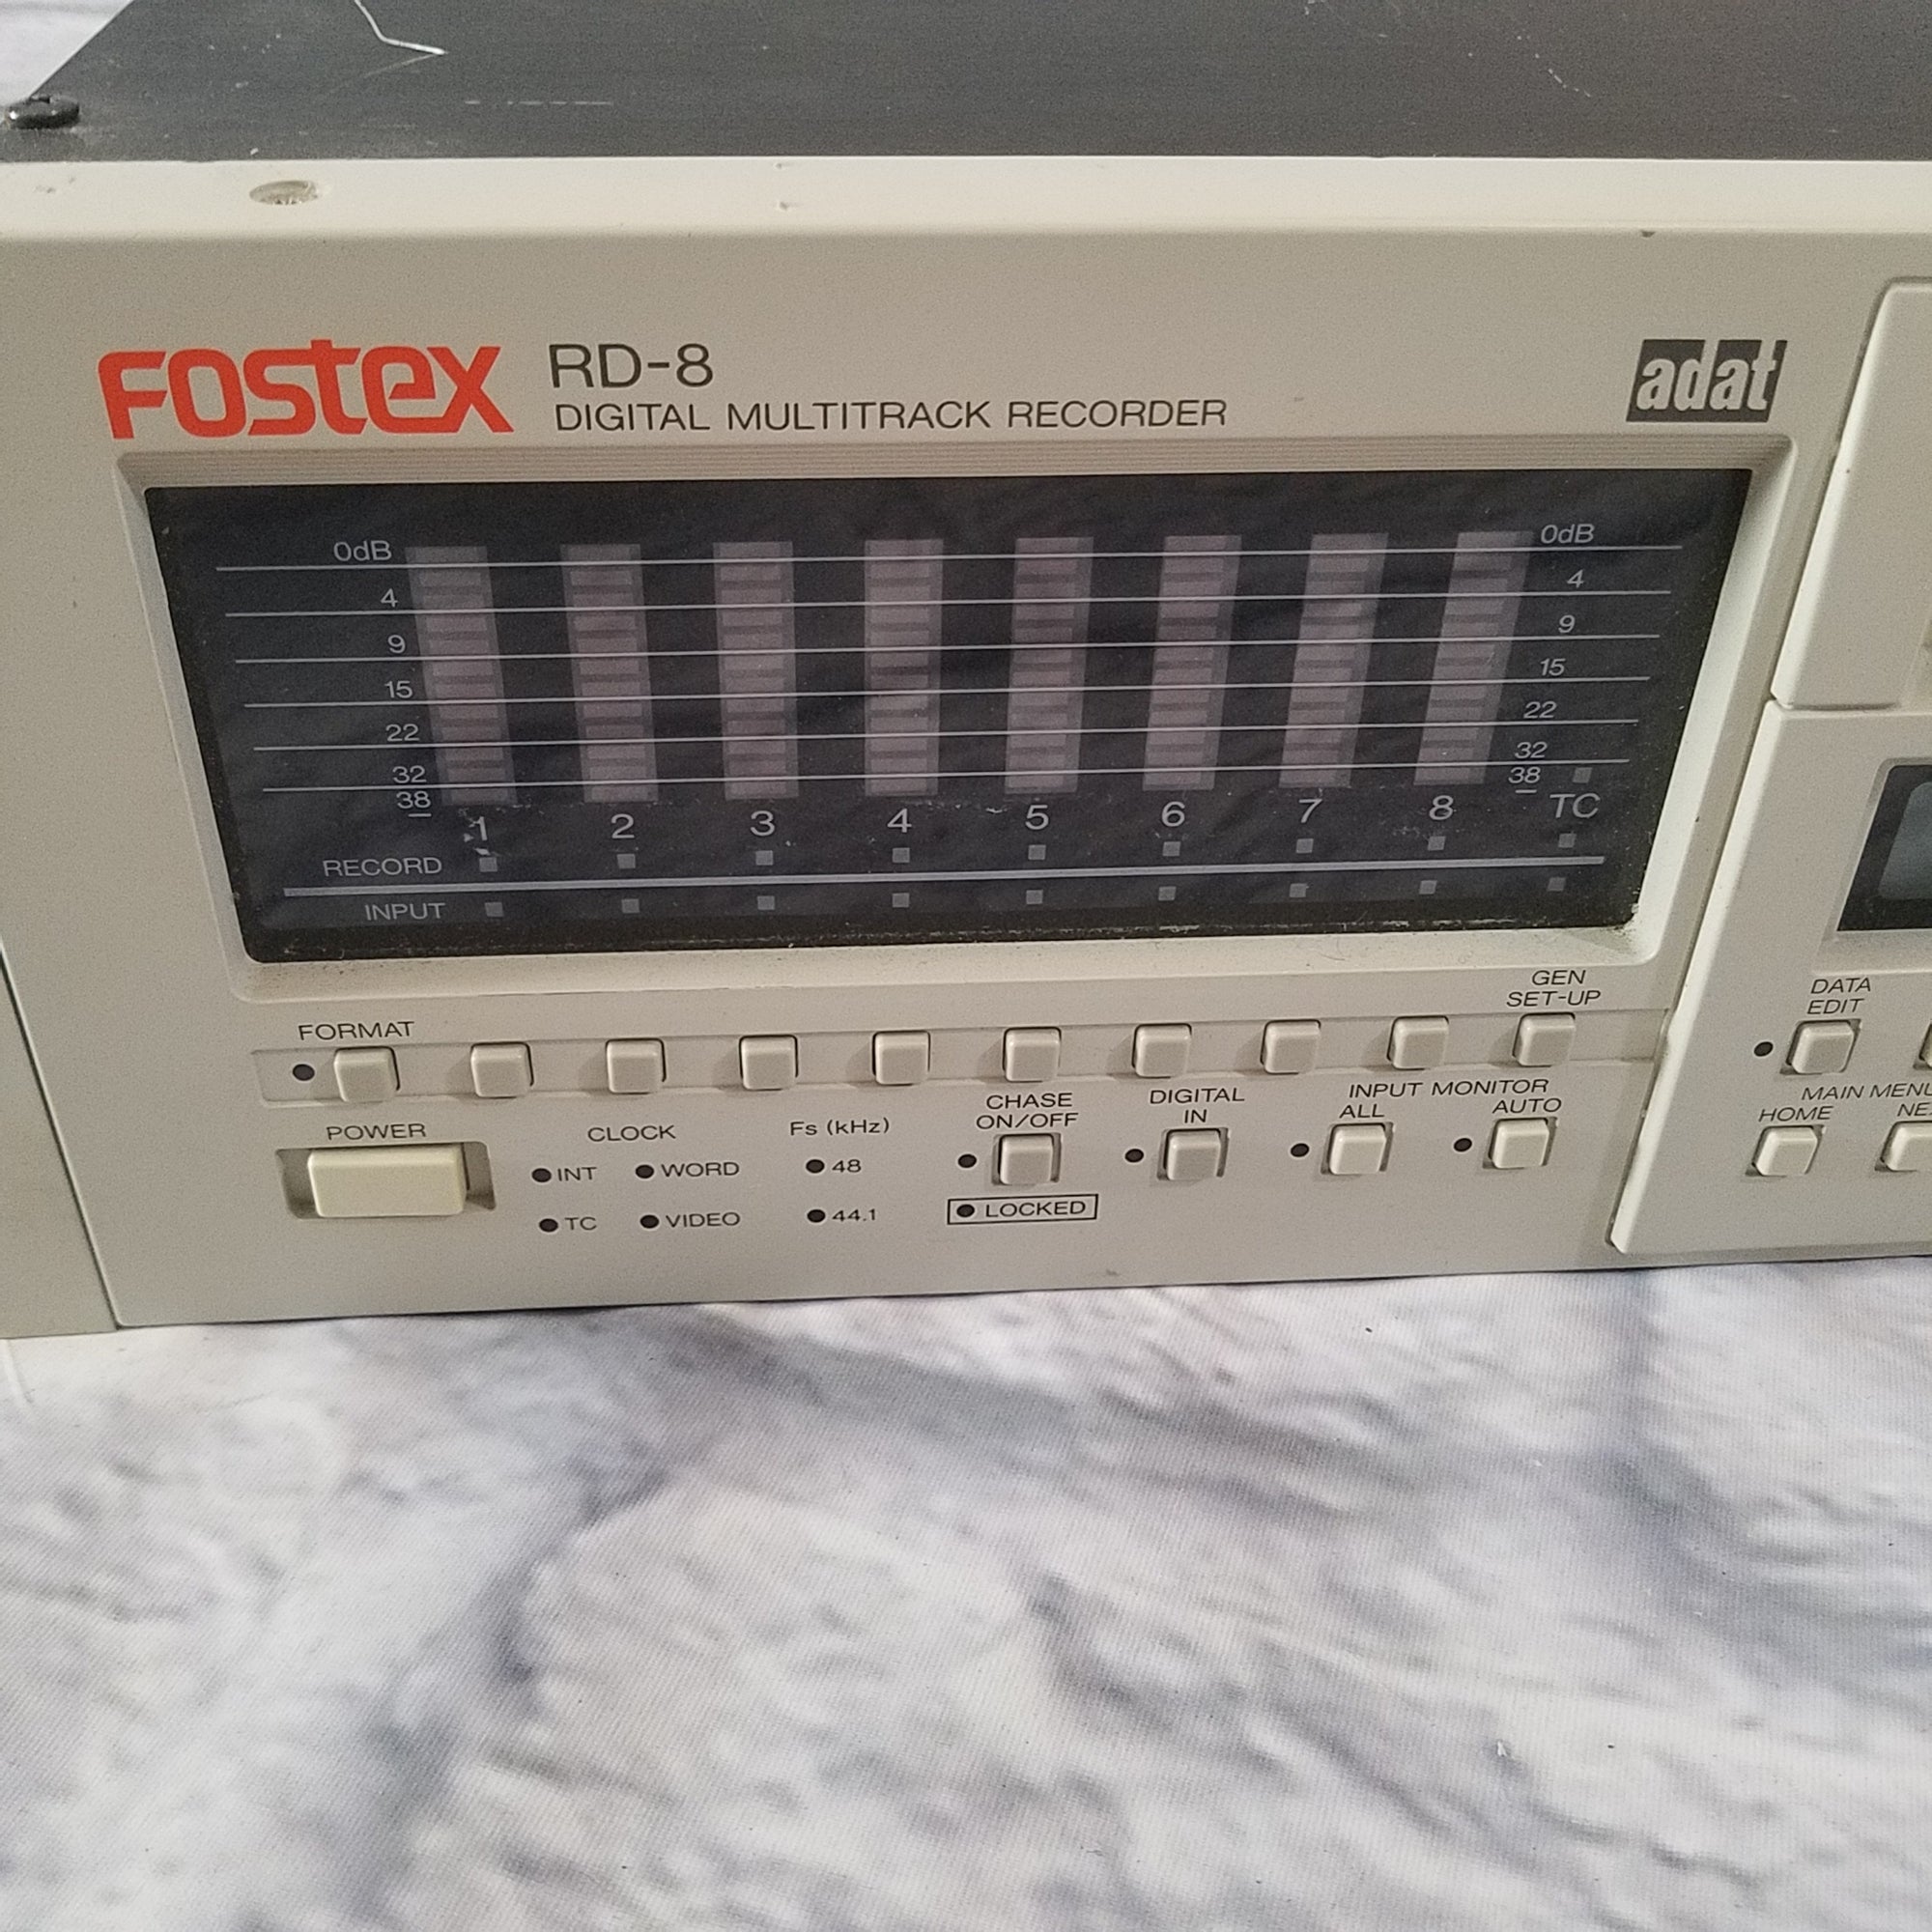 FOSTEX RD-8
DIGITAL MULTITRACK RECORDER
adat
0dB 0dB
4 4
9 9
15 15
22 22
32 32
38 38
1 2 3 4 5 6 7 8 TC
RECORD
INPUT
GEN
SET-UP
FORMAT
DATA
EDIT
POWER
CLOCK
Fs (kHz)
CHASE
ON/OFF
DIGITAL
IN
INPUT MONITOR
ALL AUTO
MAIN MENU
HOME
INT WORD 48
TC VIDEO 44.1
LOCKED